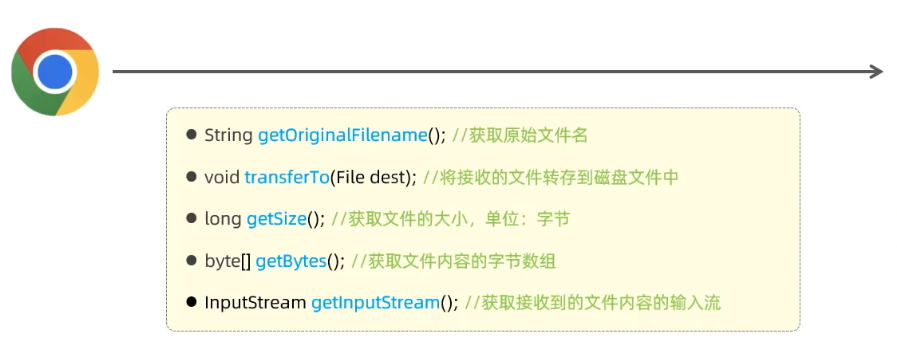 ● String getOriginalFilename(); //获取原始文件名
● void transferTo(File dest); //将接收的文件转存到磁盘文件中
● long getSize(); //获取文件的大小，单位：字节
● byte[] getBytes(); //获取文件内容的字节数组
● InputStream getInputStream(); //获取接收到的文件内容的输入流